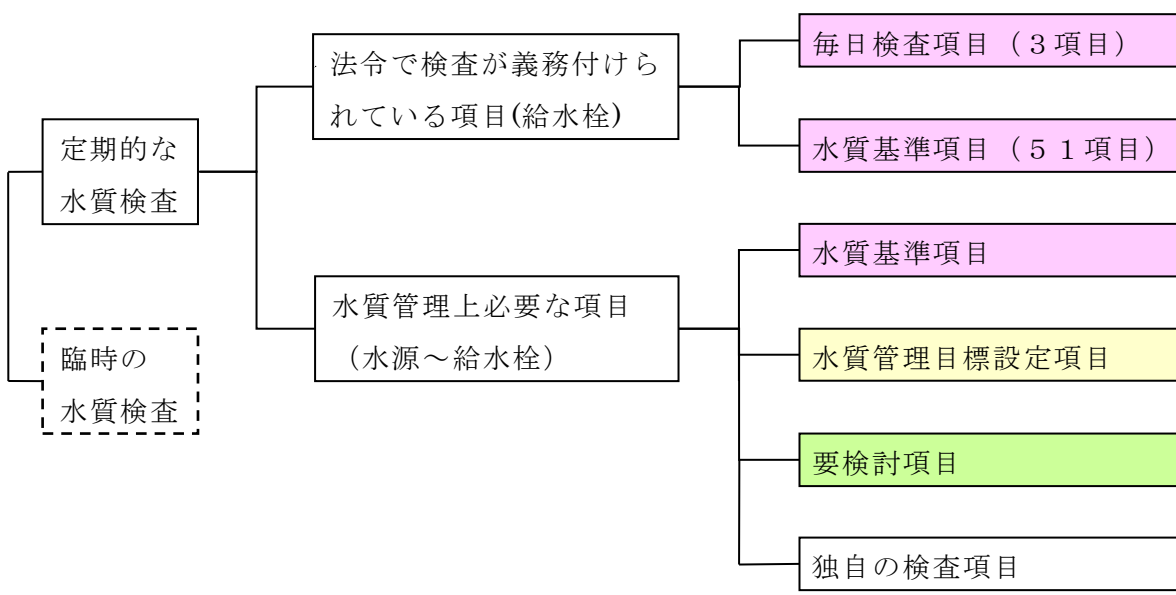 定期的な
水質検査
臨時の
水質検査
法令で検査が義務付けら
れている項目(給水栓)
水質管理上必要な項目
（水源～給水栓）
毎日検査項目（３項目）
水質基準項目（５１項目）
水質基準項目
水質管理目標設定項目
要検討項目
独自の検査項目